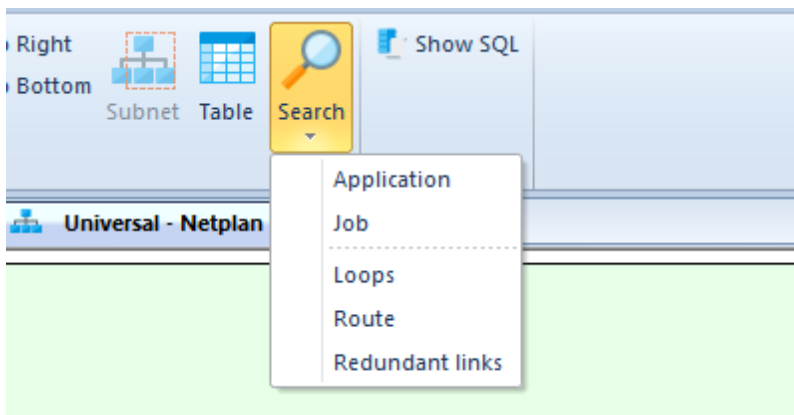 Right
Bottom
Subnet
Table
Search
Show SQL
Application
Job
Loops
Route
Redundant links
Universal - Netplan